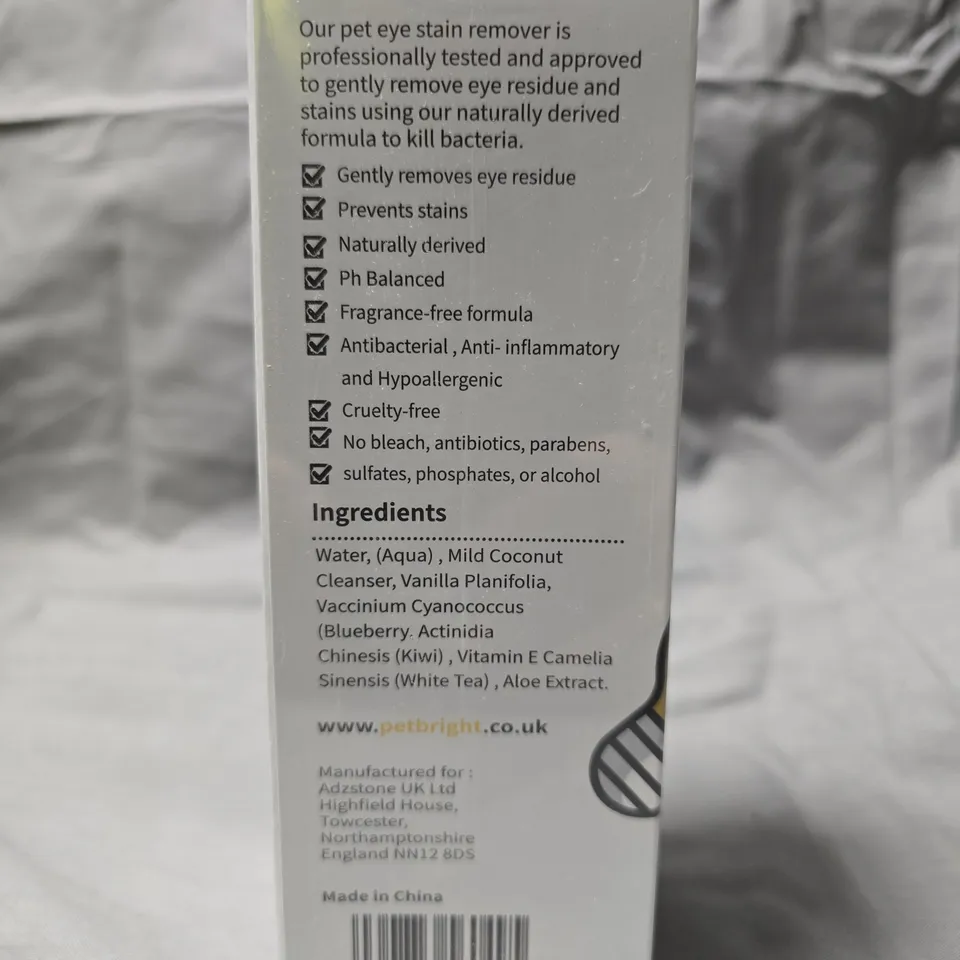 Our pet eye stain remover is
professionally tested and approved
to gently remove eye residue and
stains using our naturally derived
formula to kill bacteria.
Gently removes eye residue
Prevents stains
Naturally derived
Ph Balanced
Fragrance-free formula
Antibacterial , Anti- inflammatory
and Hypoallergenic
Cruelty-free
No bleach, antibiotics, parabens,
sulfates, phosphates, or alcohol
Ingredients
Water, (Aqua) , Mild Coconut
Cleanser, Vanilla Planifolia,
Vaccinium Cyanococcus
(Blueberry. Actinidia
Chinesis (Kiwi) , Vitamin E Camelia
Sinensis (White Tea) , Aloe Extract.
www.petbright.co.uk
Manufactured for :
Adzstone UK Ltd
Highfield House,
Towcester,
Northamptonshire
England NN12 8DS
Made in China